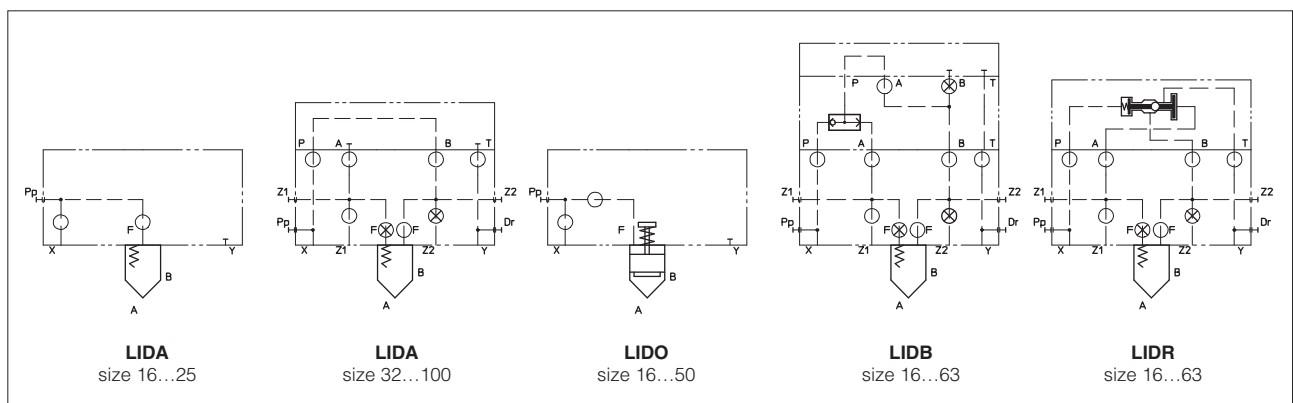 P A B T
P A B T
Z1 Z2
Pp F F Dr
X Z1 Z2 Y
B
A
LIDA
size 32…100
Pp
F
X Y
B
A
LIDA
size 16…25
Pp
F
X Y
B
A
LIDO
size 16…50
P A B T
Z1 Z2
Pp F F Dr
X Z1 Z2 Y
B
A
LIDB
size 16…63
P A B T
Z1 Z2
Pp F F Dr
X Z1 Z2 Y
B
A
LIDR
size 16…63